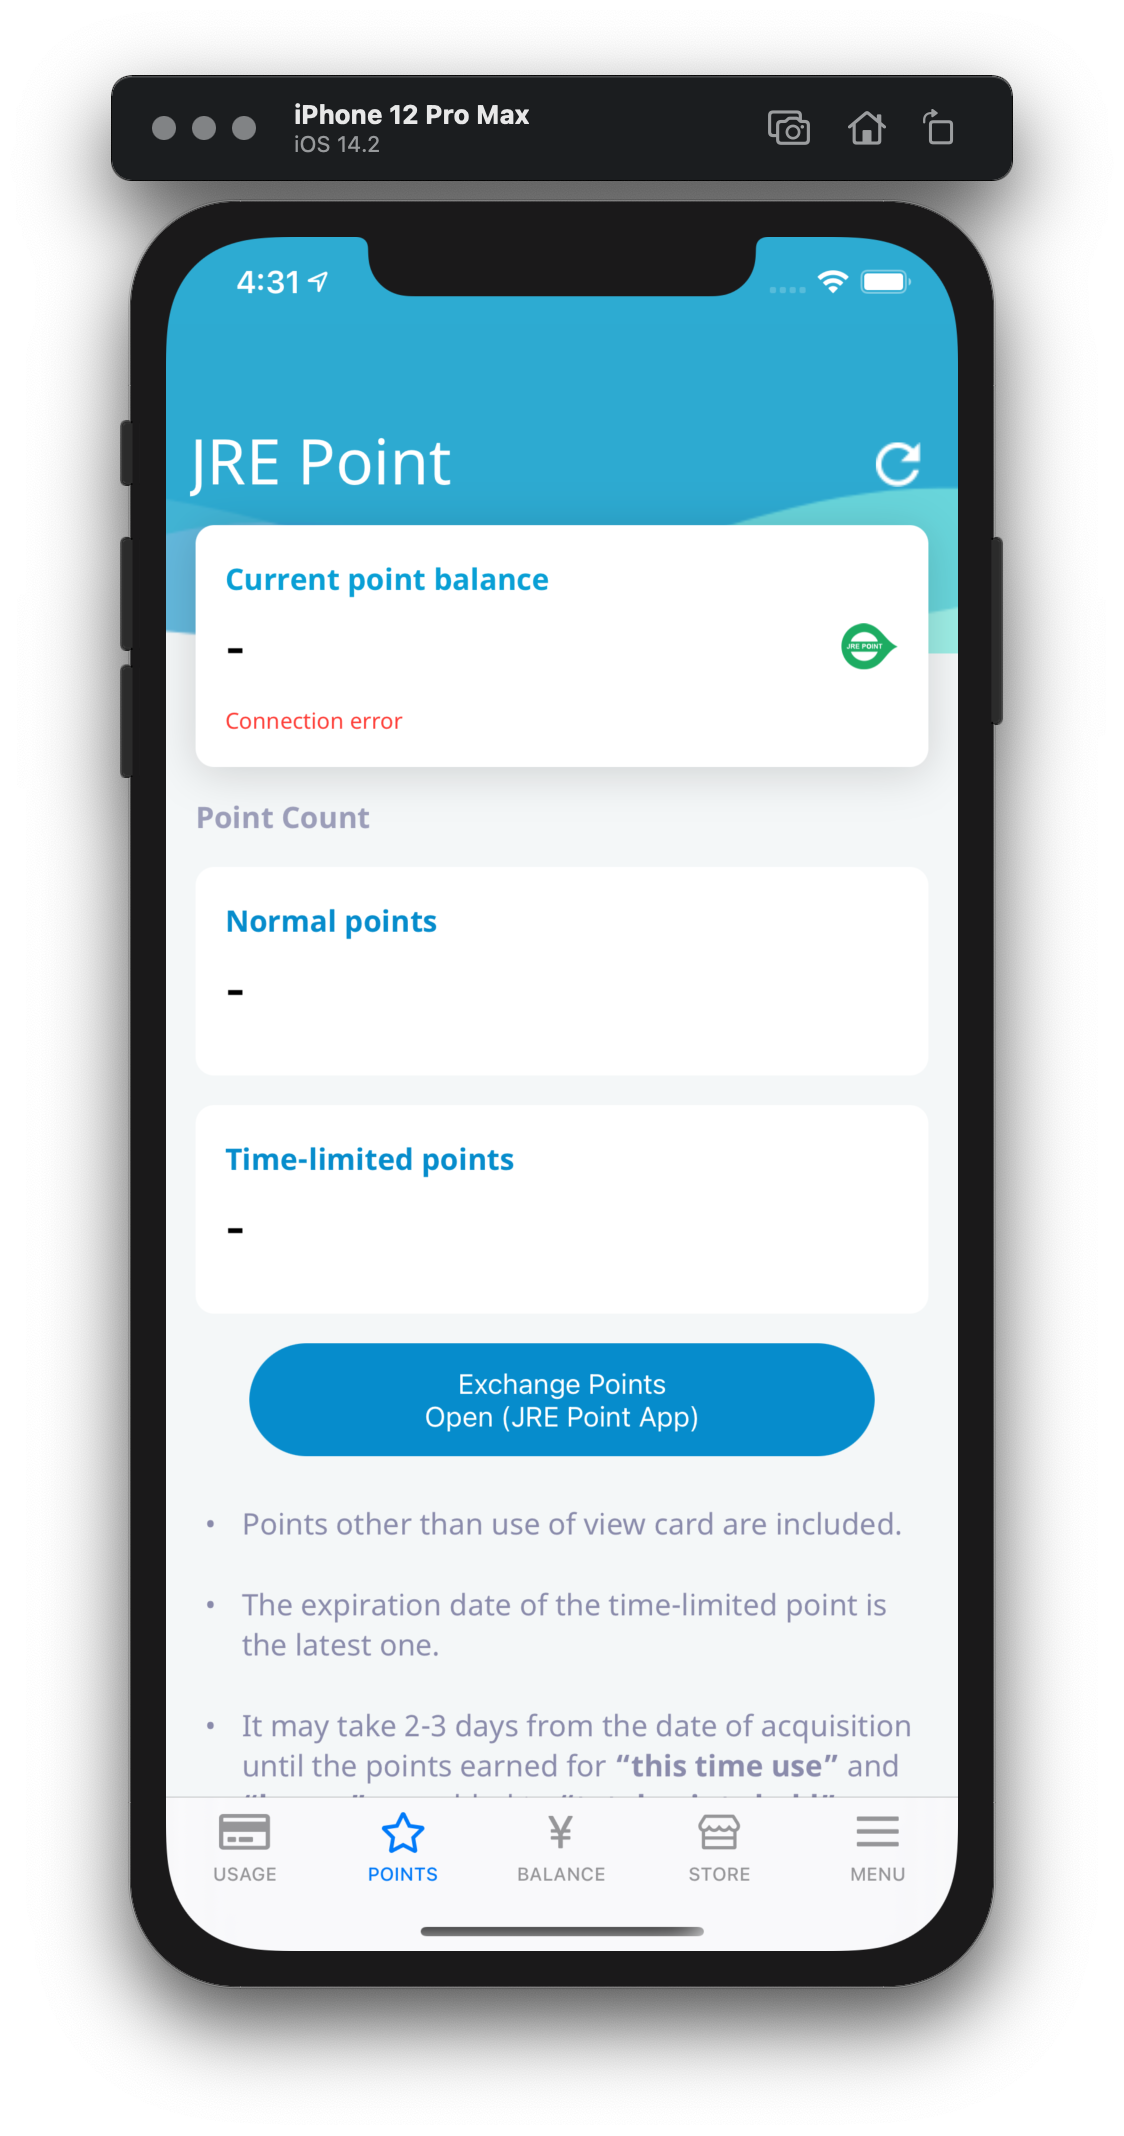 iPhone 12 Pro Max
iOS 14.2
4:31
JRE Point
Current point balance
-
JRE POINT
Connection error
Point Count
Normal points
-
Time-limited points
-
Exchange Points
Open (JRE Point App)
• Points other than use of view card are included.
• The expiration date of the time-limited point is
the latest one.
• It may take 2-3 days from the date of acquisition
until the points earned for “this time use” and
USAGE
POINTS
¥
BALANCE
STORE
MENU